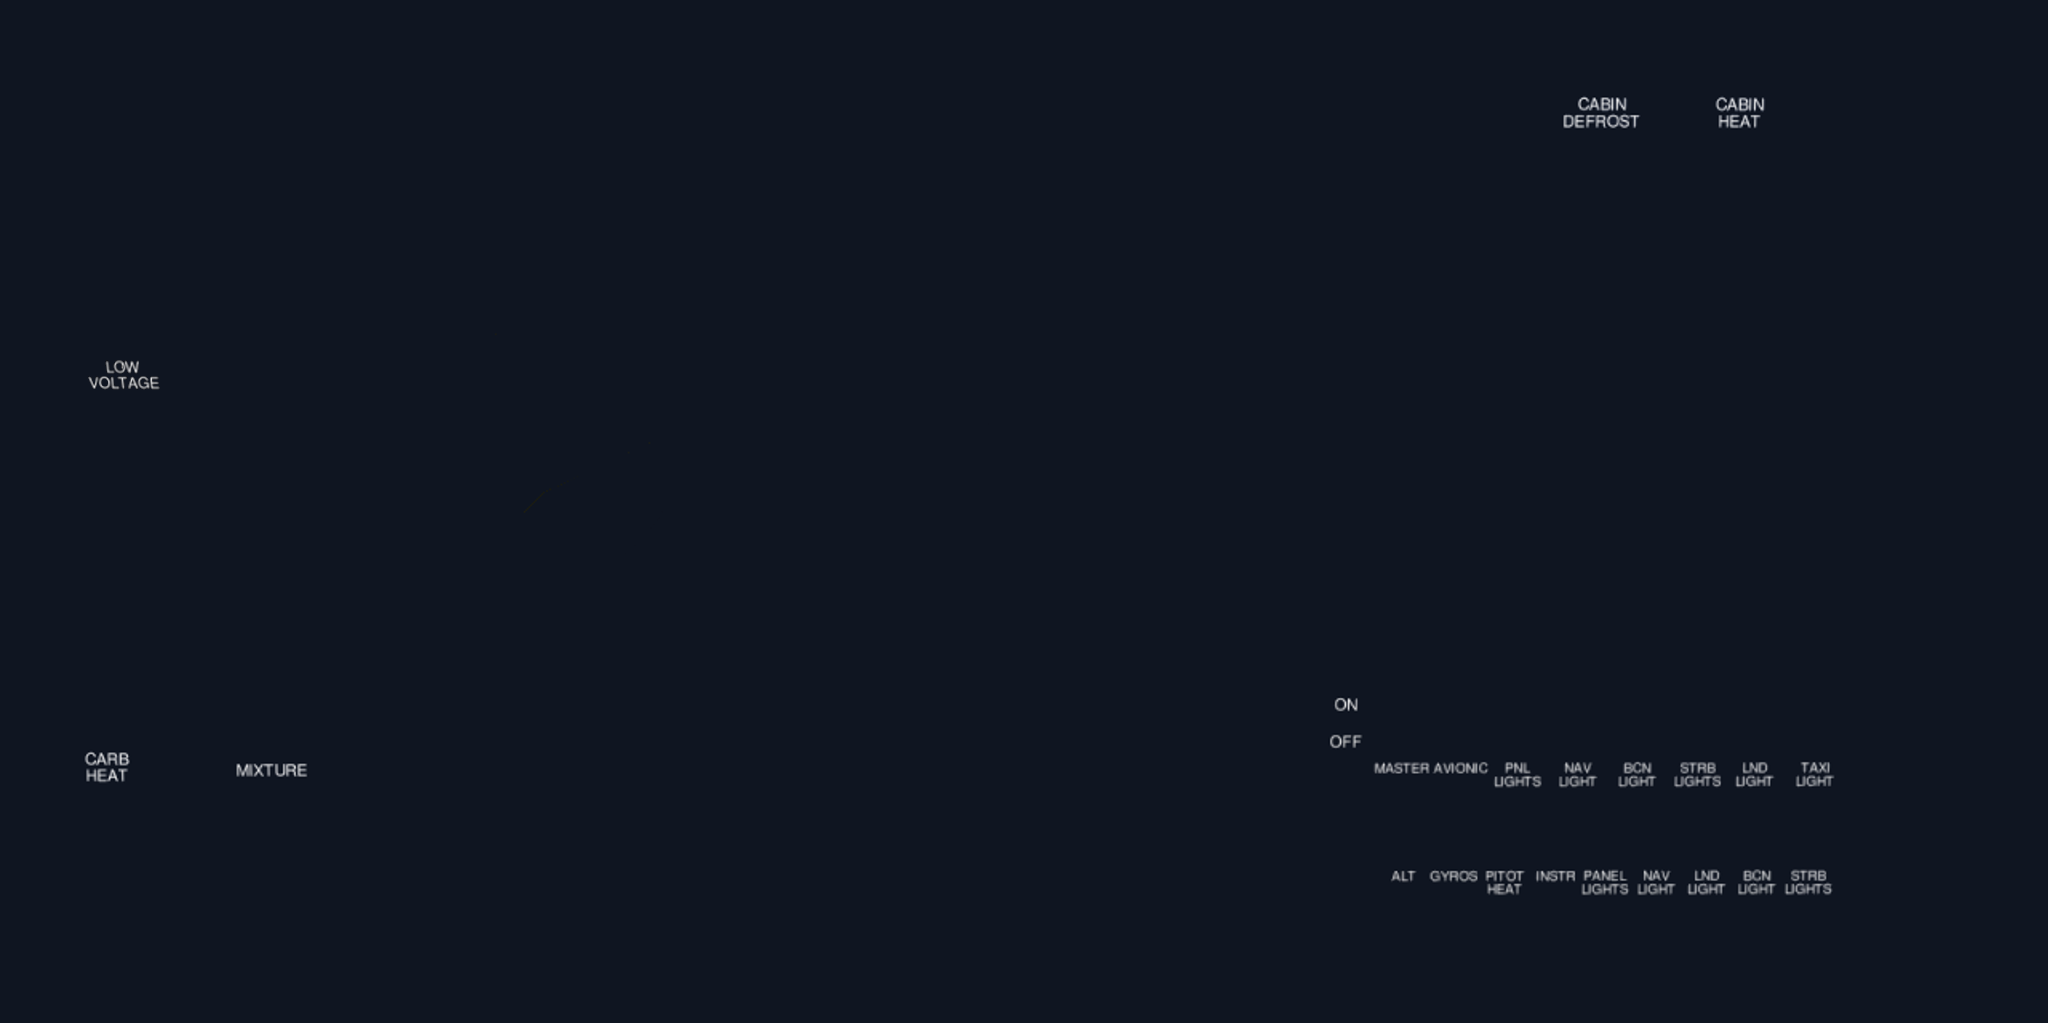 CABIN
DEFROST
CABIN
HEAT
LOW
VOLTAGE
ON
OFF
CARB
HEAT
MIXTURE
MASTER AVIONIC
PNL
LIGHTS
NAV
LIGHT
BCN
LIGHT
STRB
LIGHTS
LND
LIGHT
TAXI
LIGHT
ALT
GYROS
PITOT
HEAT
INSTR
PANEL
LIGHTS
NAV
LIGHT
LND
LIGHT
BCN
LIGHT
STRB
LIGHTS